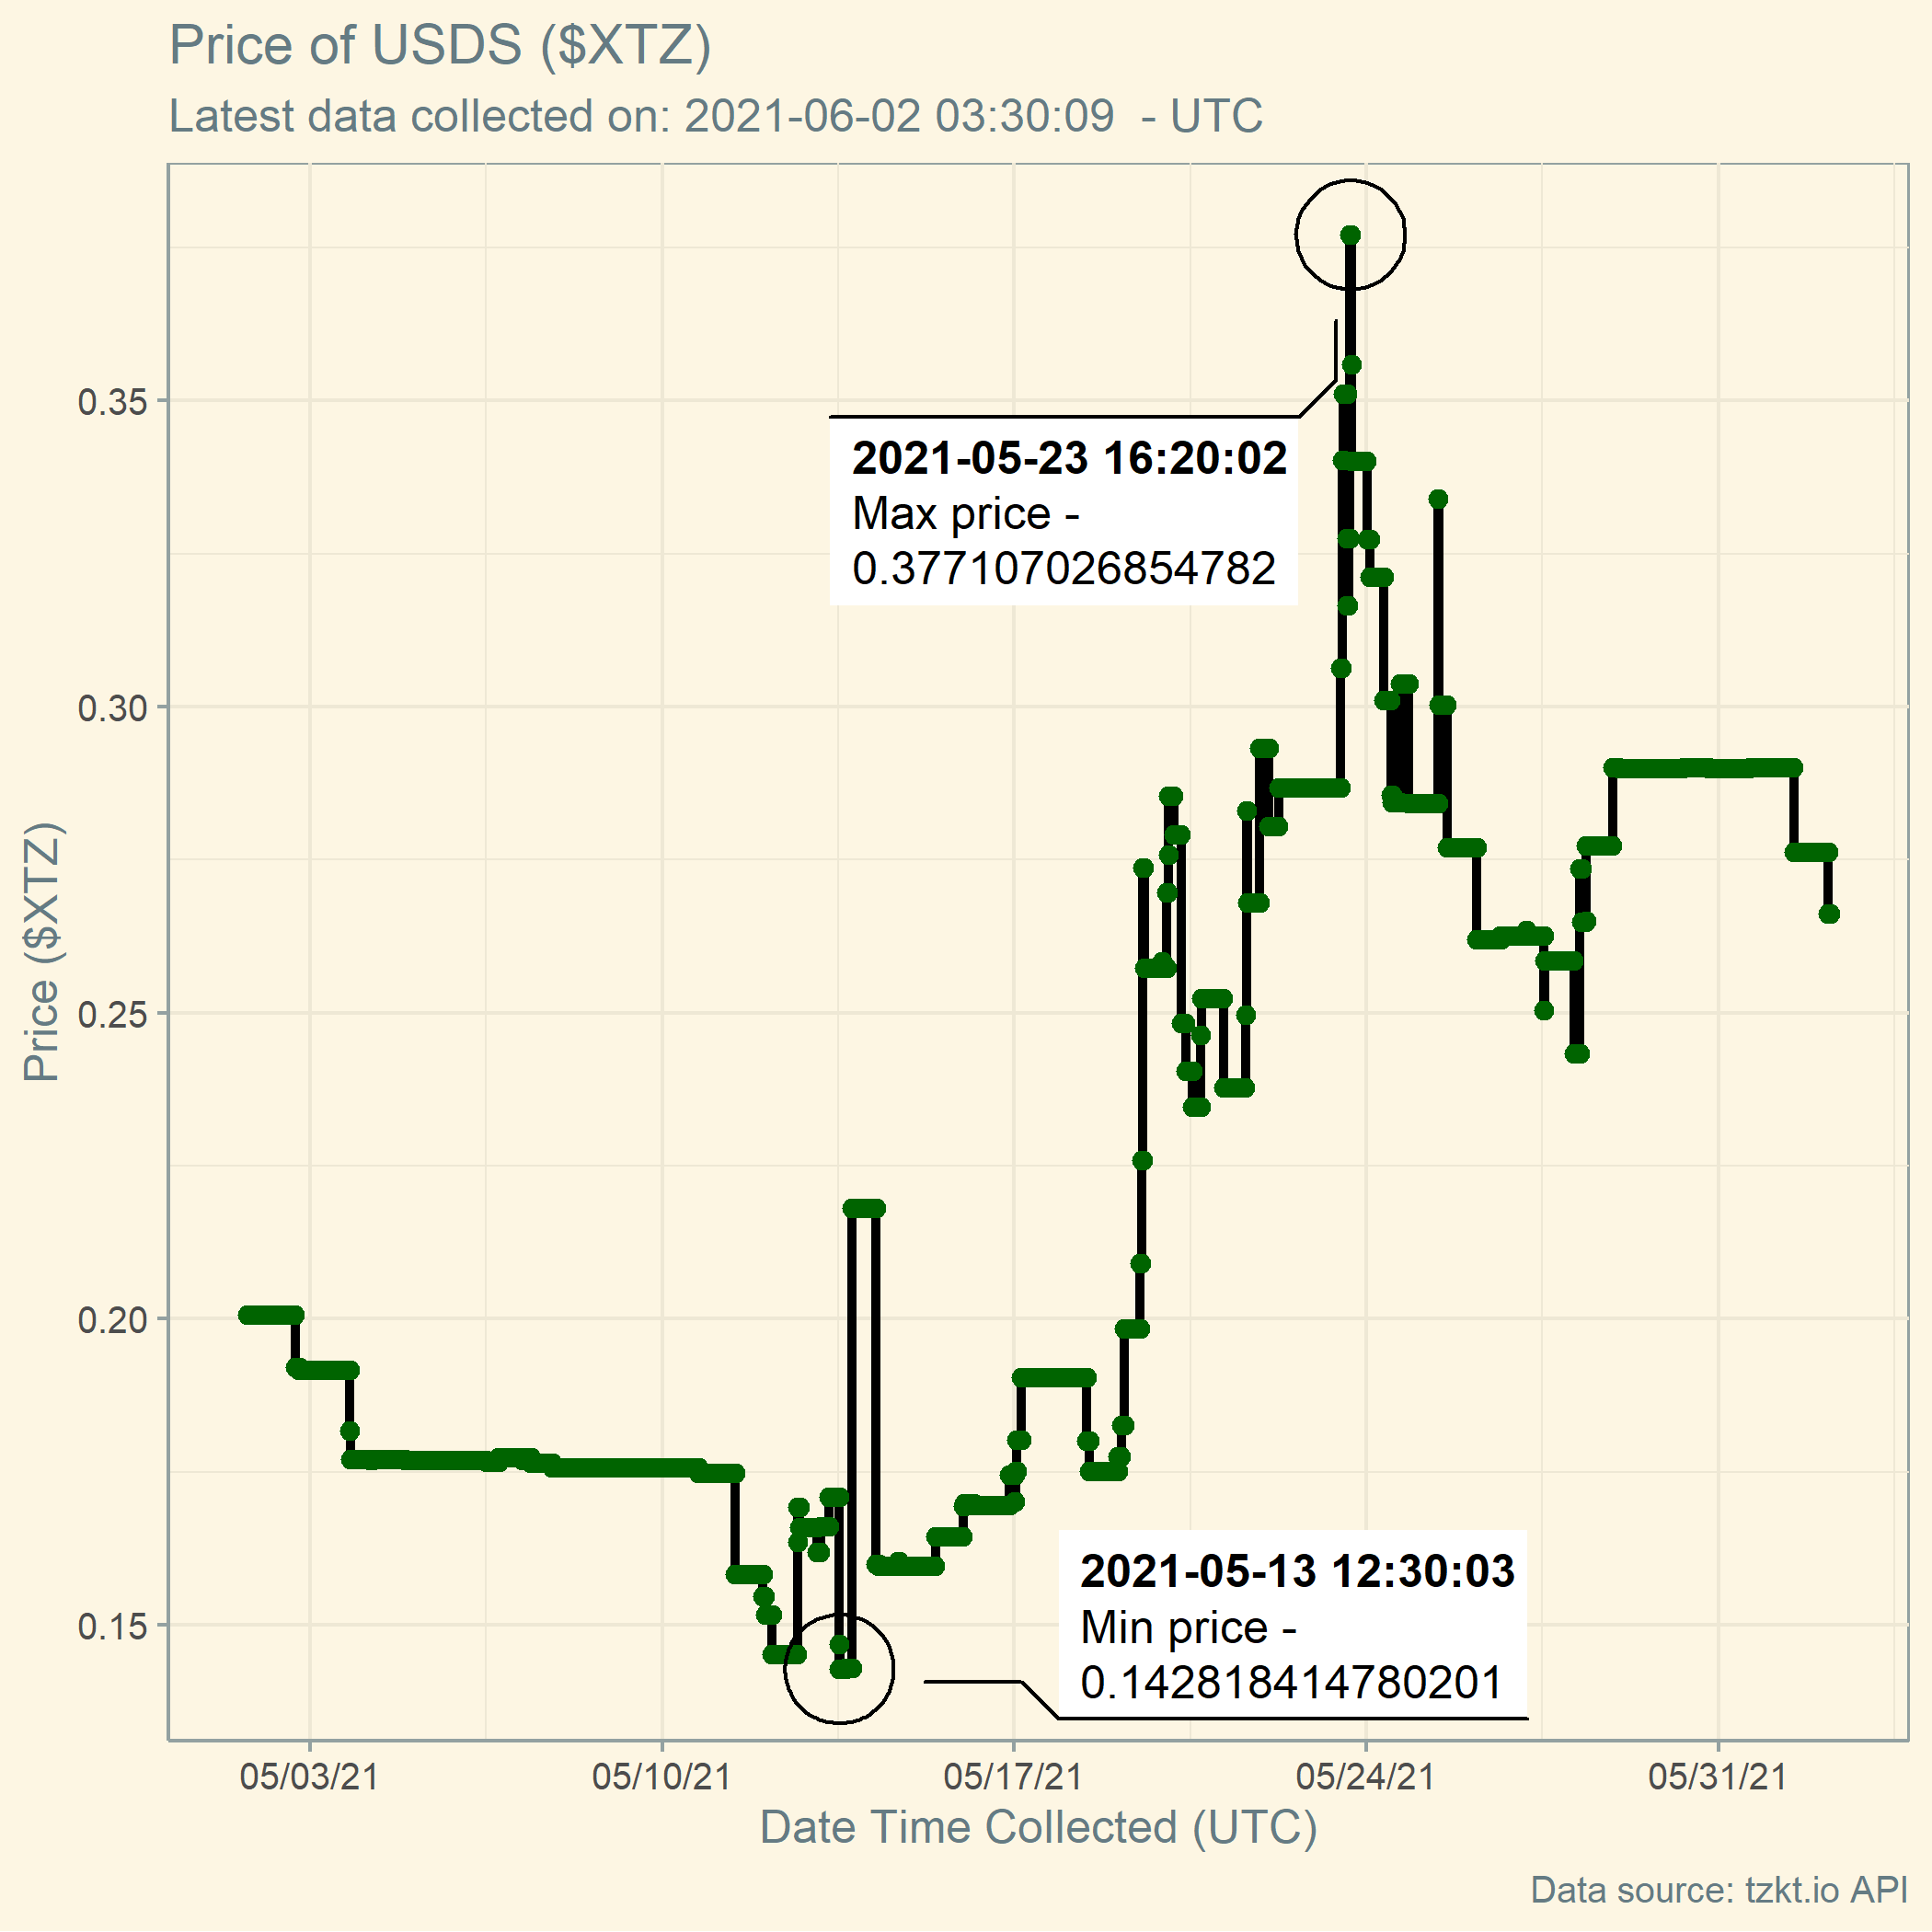 Price of USDS ($XTZ)
Latest data collected on: 2021-06-02 03:30:09  - UTC
2021-05-23 16:20:02
Max price -
0.377107026854782
0.35
0.30
0.25
0.20
0.15
Price ($XTZ)
2021-05-13 12:30:03
Min price -
0.142818414780201
05/03/21
05/10/21
05/17/21
05/24/21
05/31/21
Date Time Collected (UTC)
Data source: tzkt.io API